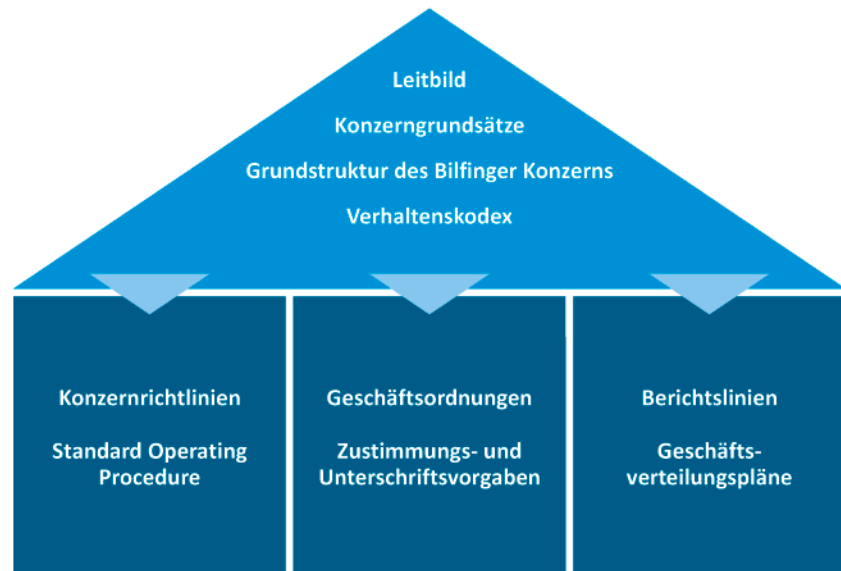 Leitbild
Konzerngrundsätze
Grundstruktur des Bilfinger Konzerns
Verhaltenskodex
Konzernrichtlinien
Standard Operating
Procedure
Geschäftsordnungen
Zustimmungs- und
Unterschriftsvorgaben
Berichtslinien
Geschäfts-
verteilungspläne